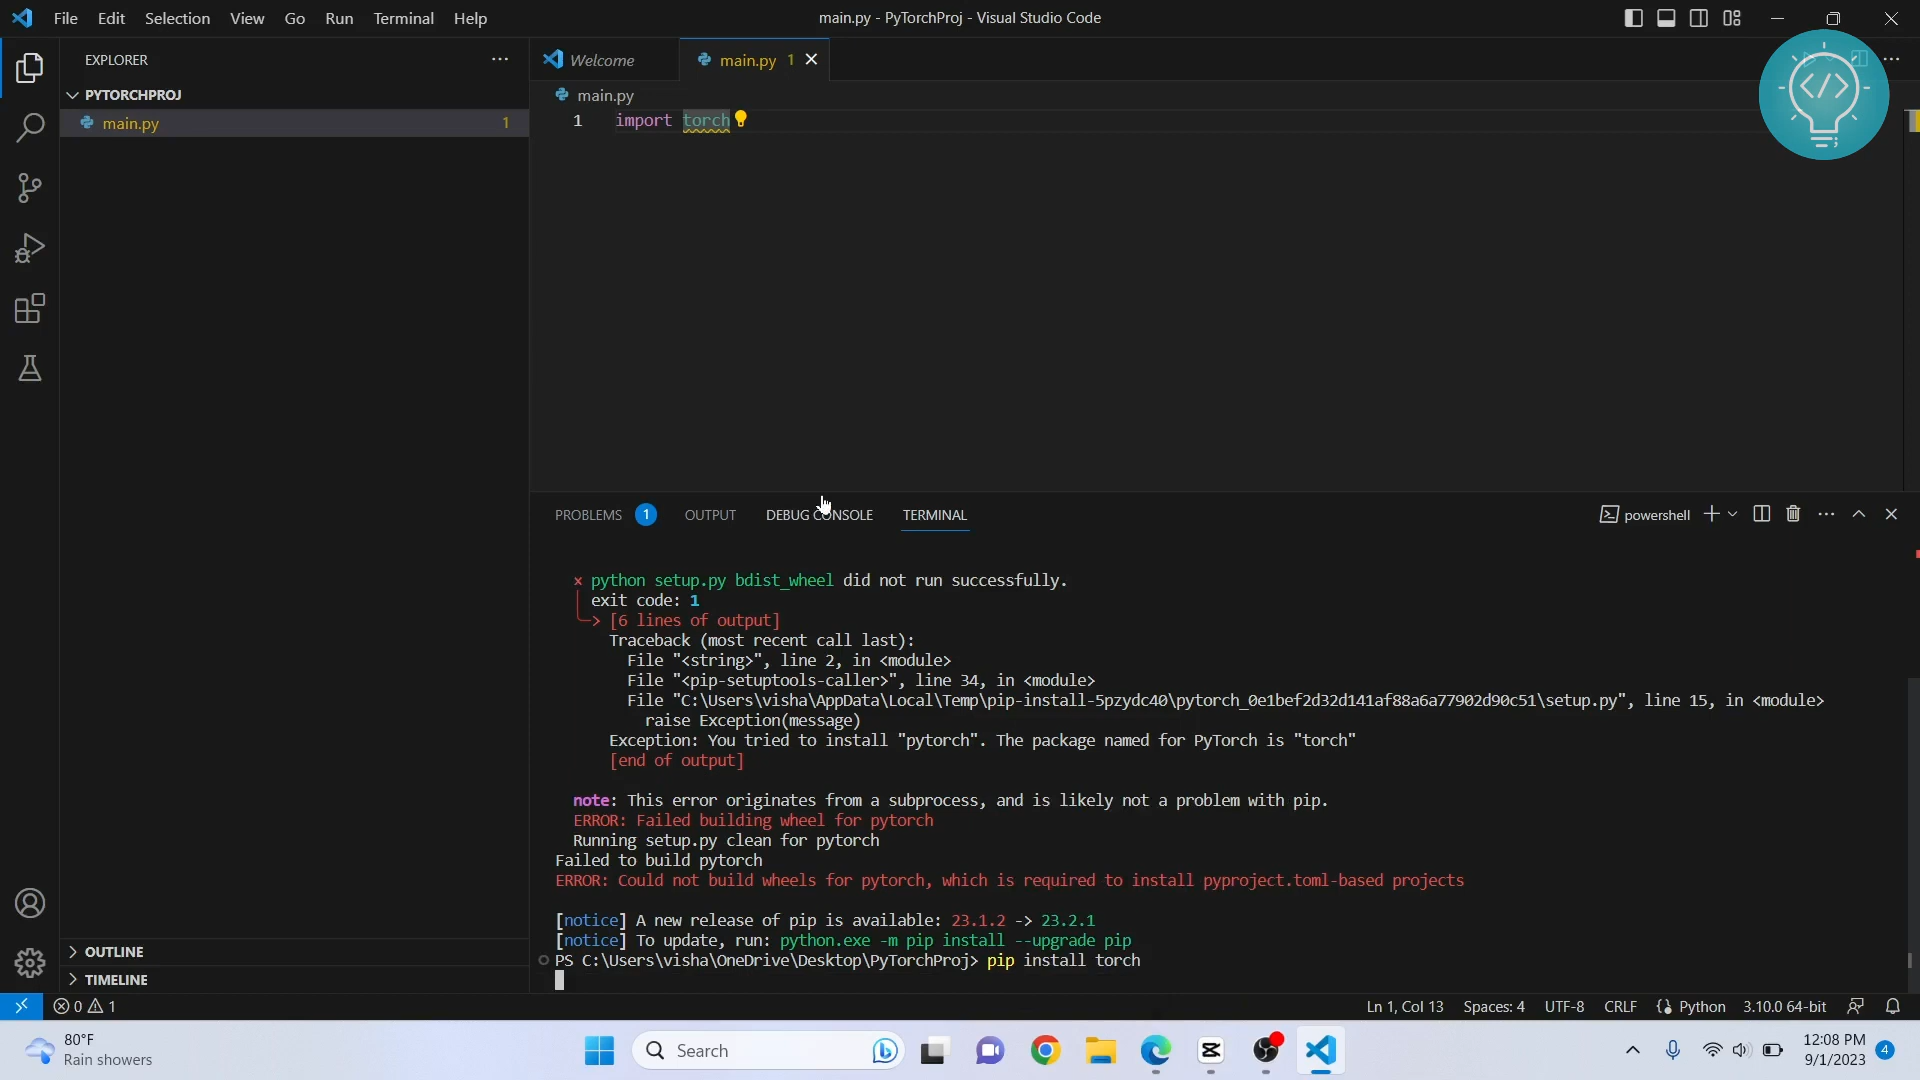 File Edit Selection View Go Run Terminal Help
main.py - PyTorchProj - Visual Studio Code
EXPLORER
PYTORCHPROJ
main.py 1
Welcome
main.py 1
main.py
1 import torch
PROBLEMS 1 OUTPUT DEBUG CONSOLE TERMINAL
powershell
× python setup.py bdist_wheel did not run successfully.
exit code: 1
[6 lines of output]
Traceback (most recent call last):
File "<string>", line 2, in <module>
File "<pip-setuptools-caller>", line 34, in <module>
File "C:\Users\visha\AppData\Local\Temp\pip-install-5pzydc40\pytorch_0e1bef2d32d141af88a6a77902d90c51\setup.py", line 15, in <module>
raise Exception(message)
Exception: You tried to install "pytorch". The package named for PyTorch is "torch"
[end of output]
note: This error originates from a subprocess, and is likely not a problem with pip.
ERROR: Failed building wheel for pytorch
Running setup.py clean for pytorch
Failed to build pytorch
ERROR: Could not build wheels for pytorch, which is required to install pyproject.toml-based projects
[notice] A new release of pip is available: 23.1.2 -> 23.2.1
[notice] To update, run: python.exe -m pip install --upgrade pip
PS C:\Users\visha\OneDrive\Desktop\PyTorchProj> pip install torch
OUTLINE
TIMELINE
0 1
Ln 1, Col 13 Spaces: 4 UTF-8 CRLF Python 3.10.0 64-bit
80°F
Rain showers
Search
12:08 PM
9/1/2023
4